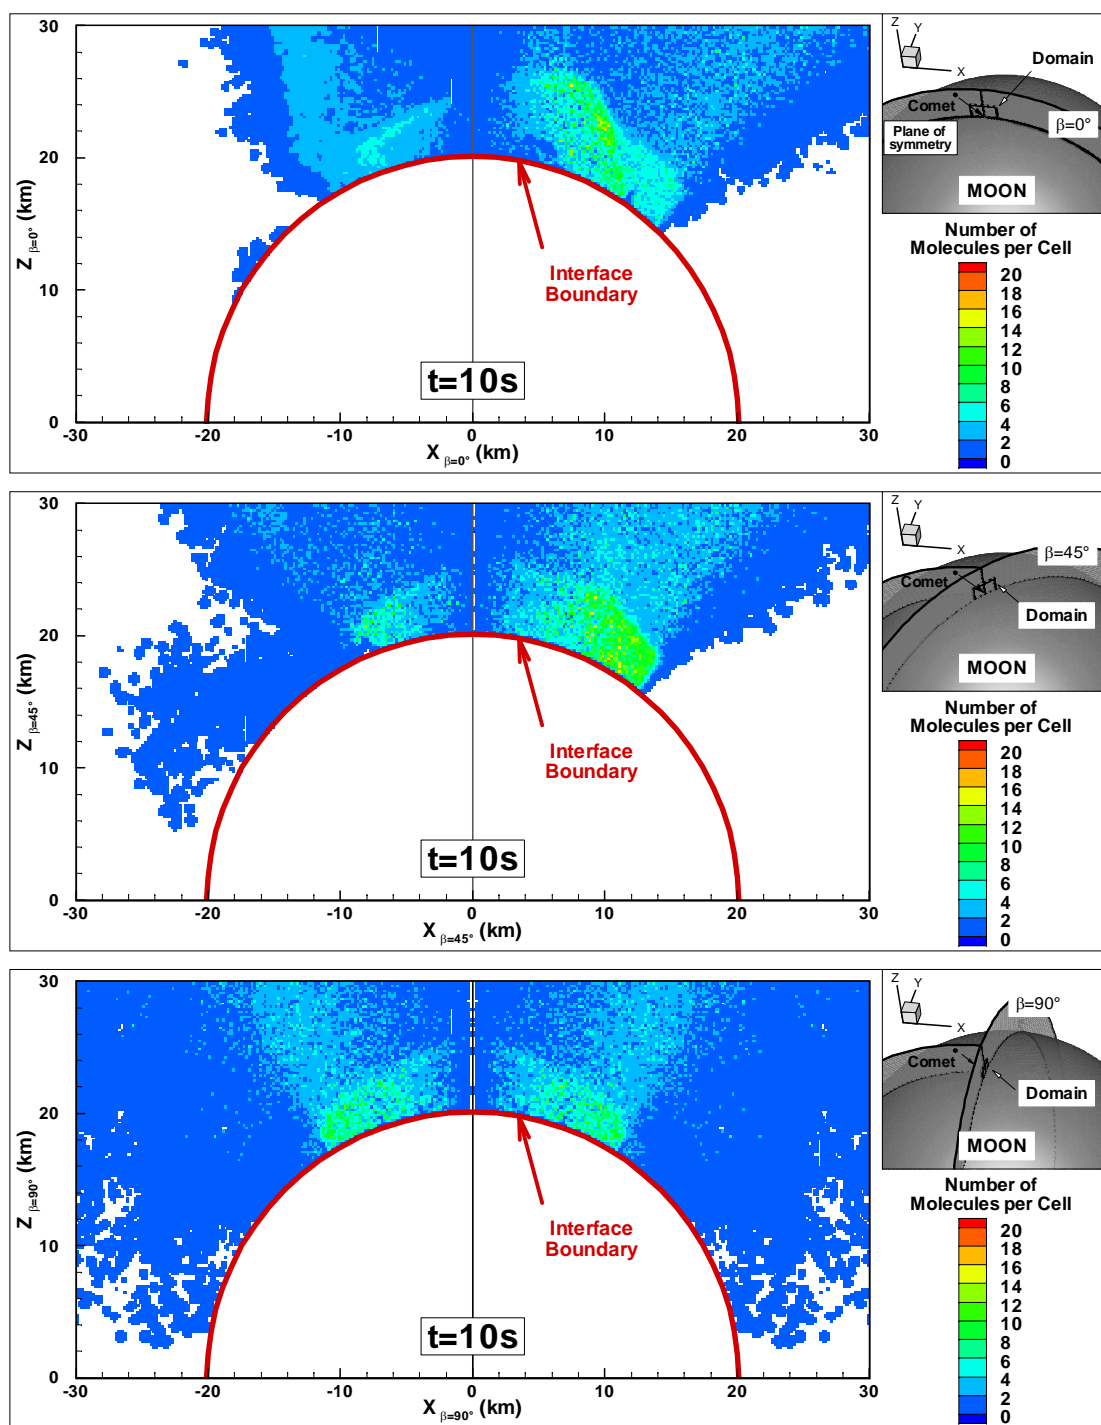 30
20
10
0
Z β=0° (km)
-30 -20 -10 0 10 20 30
X β=0° (km)
Interface
Boundary
t=10s
Z
Y
X
Domain
Comet
β=0°
Plane of
symmetry
MOON
Number of
Molecules per Cell
20
18
16
14
12
10
8
6
4
2
0
30
20
10
0
Z β=45° (km)
-30 -20 -10 0 10 20 30
X β=45° (km)
Interface
Boundary
t=10s
Z
Y
X
β=45°
Comet
Domain
MOON
Number of
Molecules per Cell
20
18
16
14
12
10
8
6
4
2
0
30
20
10
0
Z β=90° (km)
-30 -20 -10 0 10 20 30
X β=90° (km)
Interface
Boundary
t=10s
Z
Y
X
β=90°
Comet
Domain
MOON
Number of
Molecules per Cell
20
18
16
14
12
10
8
6
4
2
0